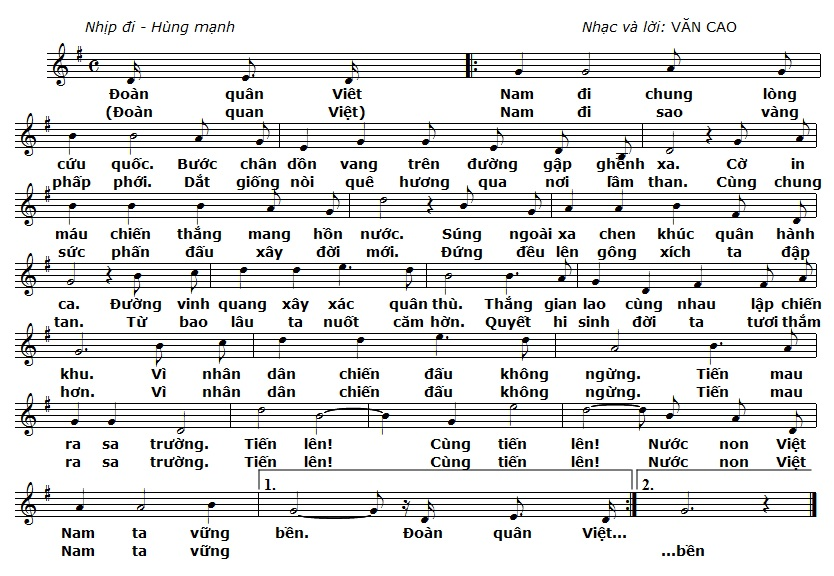 Nhịp đi - Hùng mạnh
Nhạc và lời: VĂN CAO
Đoàn quân Viêt Nam đi chung lòng
(Đoàn quan Việt) Nam đi sao vàng
cứu quốc. Bước chân dồn vang trên đường gập ghềnh xa. Cờ in
phấp phới. Dắt giống nòi quê hương qua nơi lầm than. Cùng chung
máu chiến thắng mang hồn nước. Súng ngoài xa chen khúc quân hành
sức phấn đấu xây đời mới. Đứng đều lên gông xích ta đập
ca. Đường vinh quang xây xác quân thù. Thắng gian lao cùng nhau lập chiến
tan. Từ bao lâu ta nuốt căm hờn. Quyết hi sinh đời ta tươi thắm
khu. Vì nhân dân chiến đấu không ngừng. Tiến mau
hơn. Vì nhân dân chiến đấu không ngừng. Tiến mau
ra sa trường. Tiến lên! Cùng tiến lên! Nước non Việt
ra sa trường. Tiến lên! Cùng tiến lên! Nước non Việt
1. 2.
Nam ta vững bền. Đoàn quân Việt...
Nam ta vững ...bền